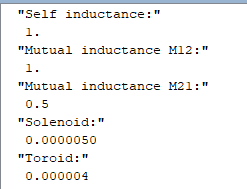 "Self inductance:"
1.
"Mutual inductance M12:"
1.
"Mutual inductance M21:"
0.5
"Solenoid:"
0.0000050
"Toroid:"
0.000004